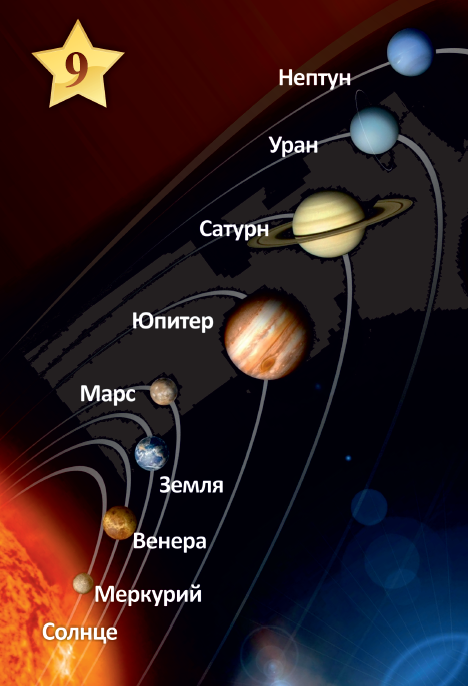 9
Нептун
Уран
Сатурн
Юпитер
Марс
Земля
Венера
Меркурий
Солнце